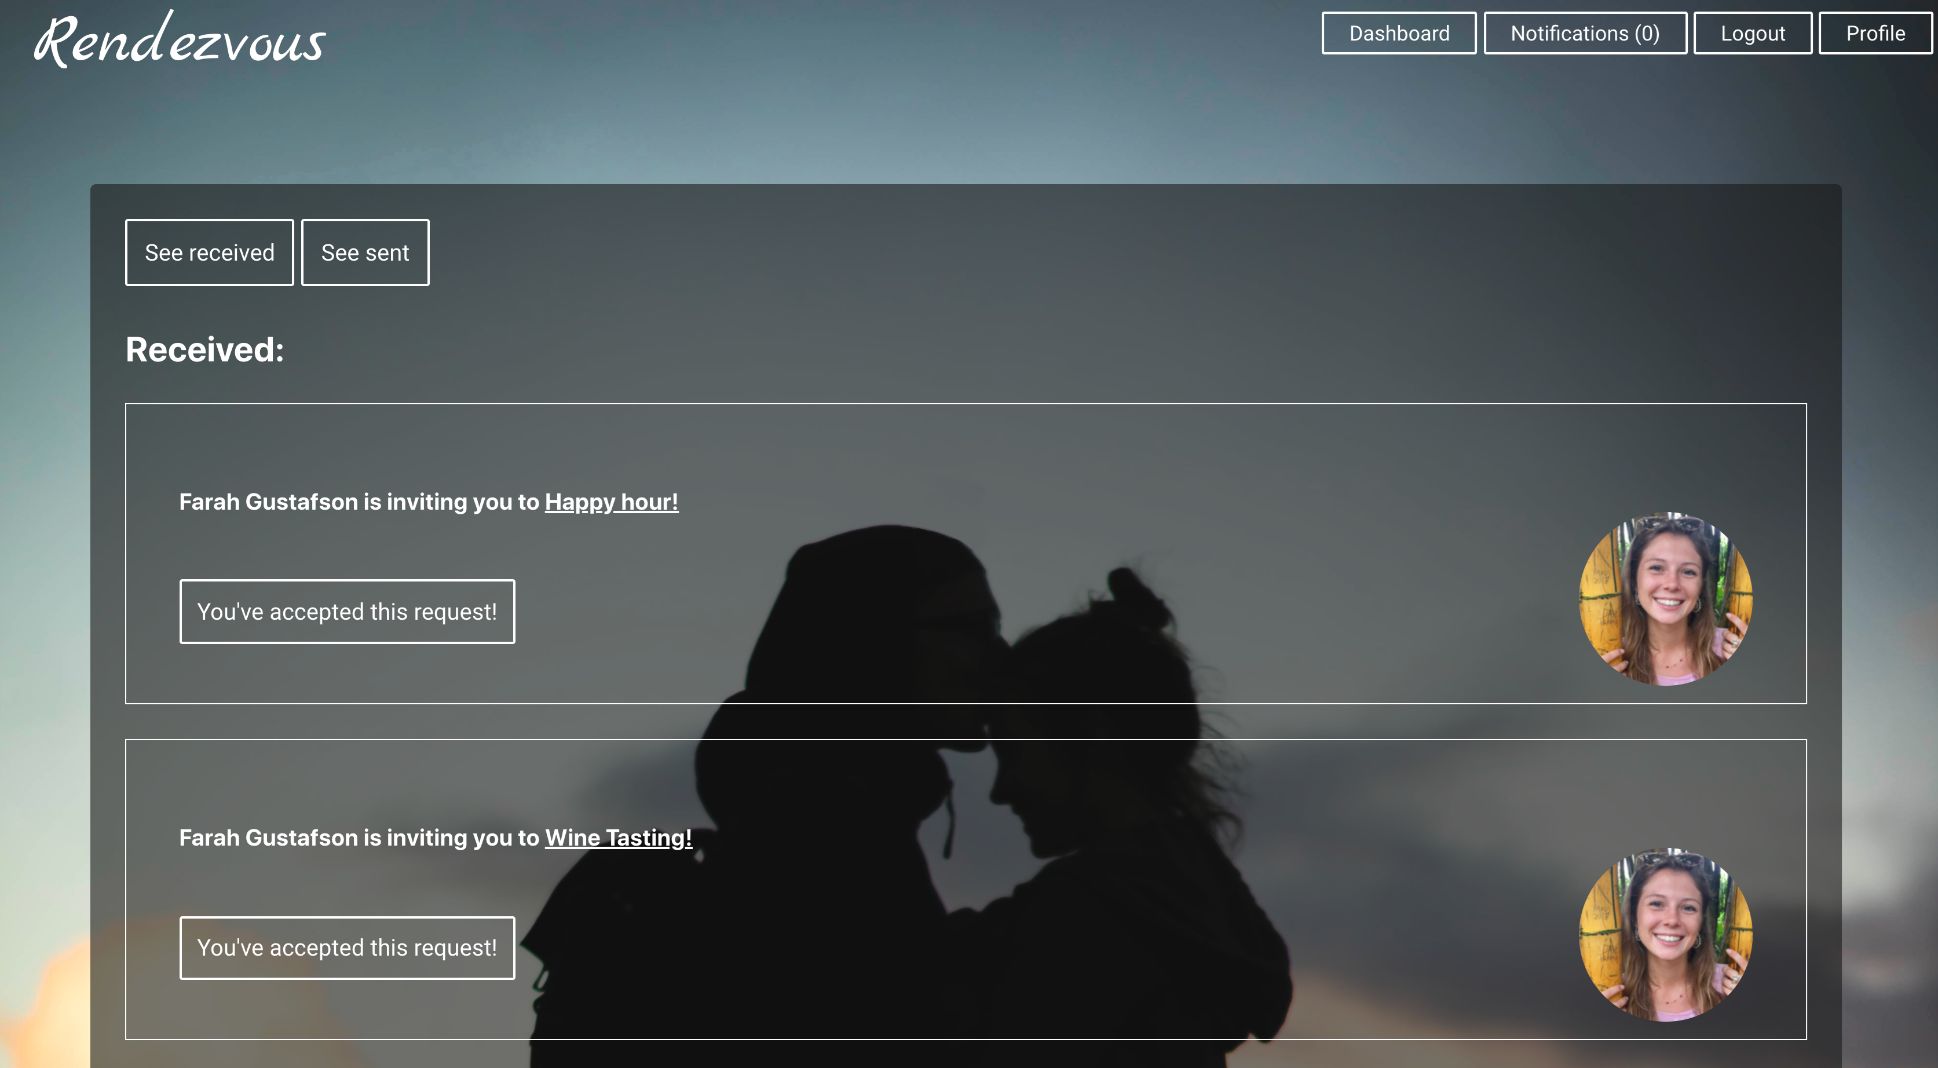 Rendezvous
Dashboard
Notifications (0)
Logout
Profile
See received
See sent
Received:
Farah Gustafson is inviting you to Happy hour!
You've accepted this request!
Farah Gustafson is inviting you to Wine Tasting!
You've accepted this request!